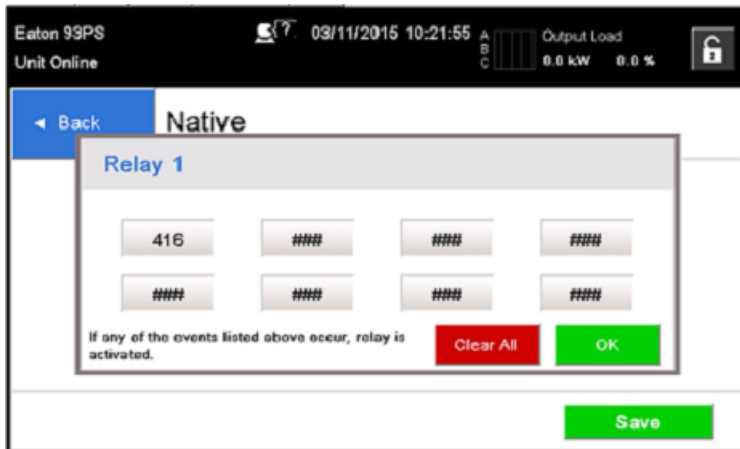 Eaton 93PS
Unit Online
?
03/11/2015 10:21:55
A
B
C
Output Load
0.0 kW 0.0 %
2
◄ Back
Native
Relay 1
416 ### ### ###
### ### ### ###
If any of the events listed above occur, relay is
activated.
Clear All
OK
Save